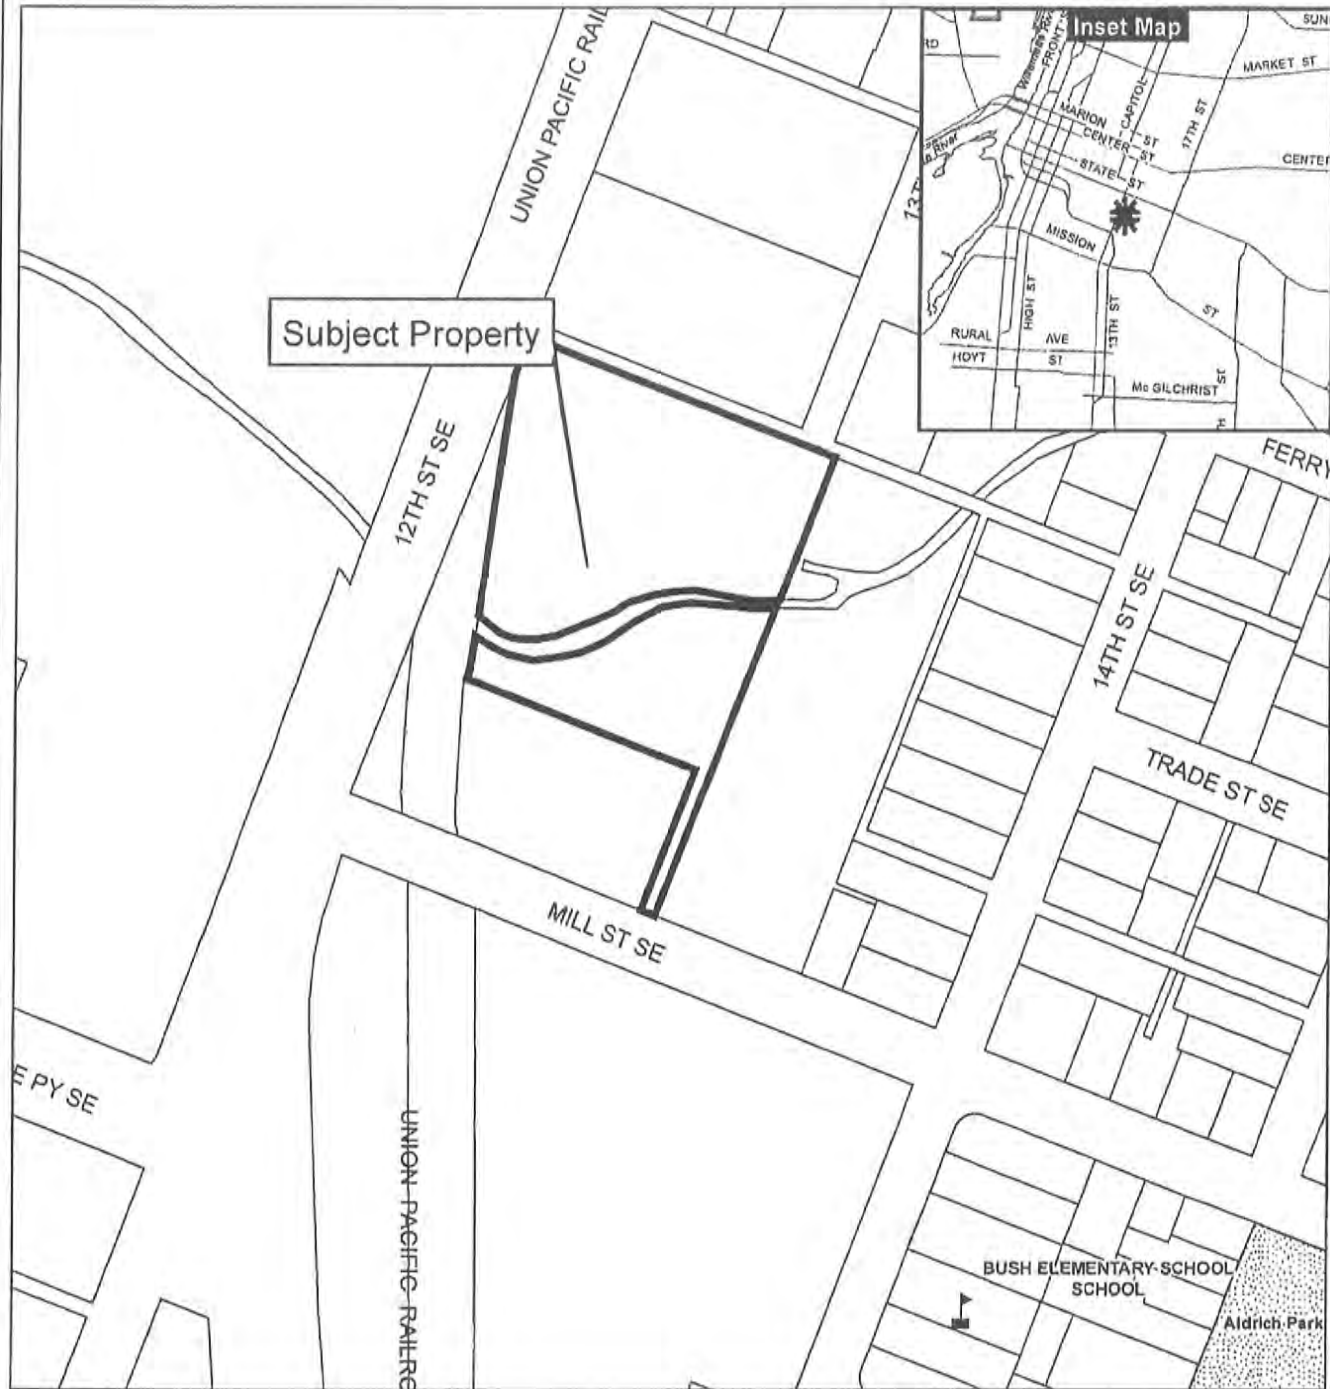 UNION PACIFIC RAIL
Subject Property
12TH ST SE
13T
FERRY
14TH ST SE
TRADE ST SE
MILL ST SE
E PY SE
UNION PACIFIC RAILRO
BUSH ELEMENTARY SCHOOL
SCHOOL
Aldrich Park
Inset Map
SUN
RD
FRONT S
MARKET ST
CAPITOL
17TH ST
MARION ST
CENTER ST
CENTER
River
STATE ST
MISSION
ST
HIGH ST
13TH ST
RURAL AVE
HOYT ST
Mc GILCHRIST ST
H